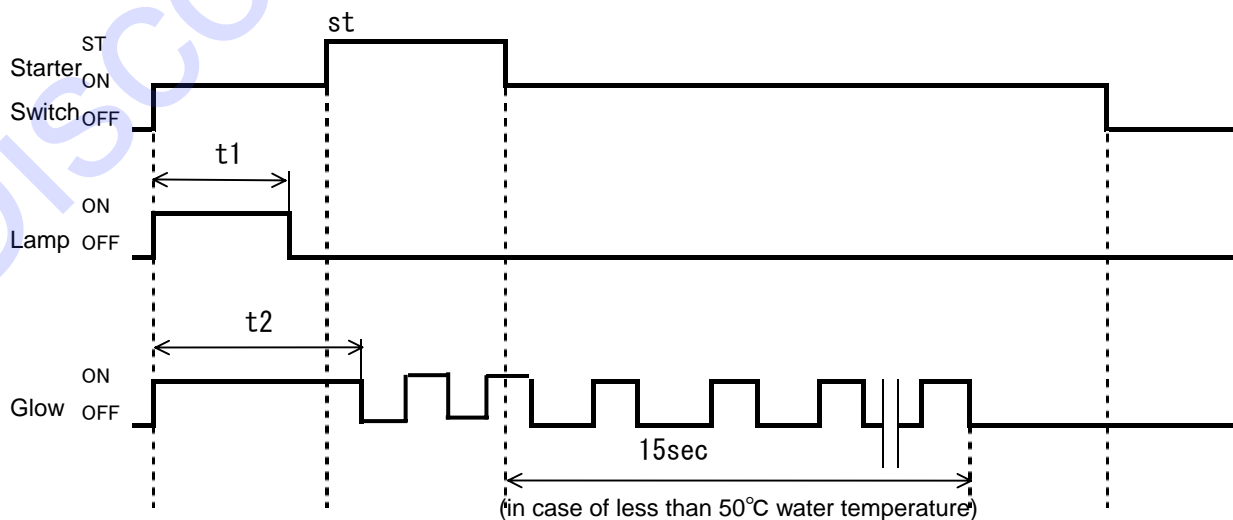 st
ST
Starter
ON
Switch
OFF
t1
ON
Lamp
OFF
t2
ON
Glow
OFF
15sec
(in case of less than 50℃ water temperature)